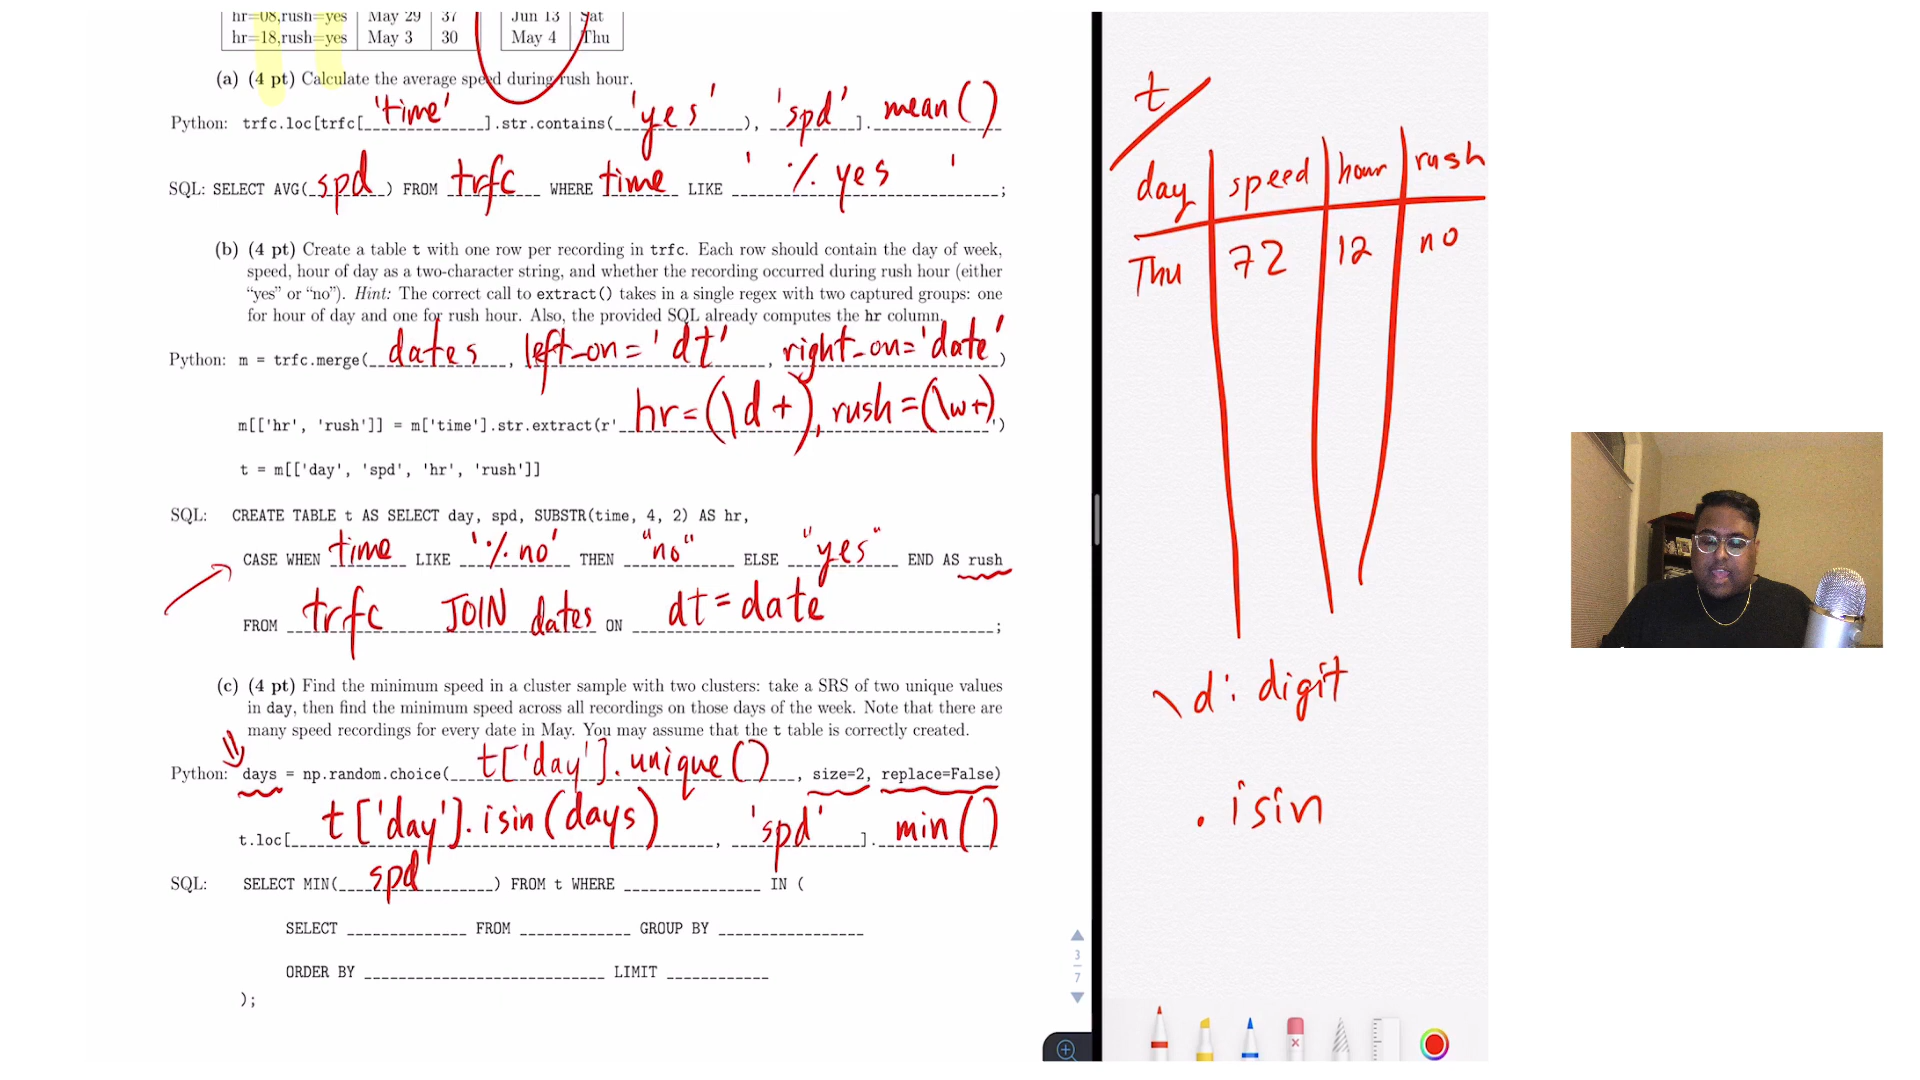 hr=08,rush=yes May 29 37 Jun 13 Sat
hr=18,rush=yes May 3 30 May 4 Thu
(a) (4 pt) Calculate the average speed during rush hour.
Python: trfc.loc[trfc[ 'time' ].str.contains( 'yes' ), 'spd' ]. mean()
SQL: SELECT AVG( spd ) FROM trfc WHERE time LIKE '% yes ' ;
(b) (4 pt) Create a table t with one row per recording in trfc. Each row should contain the day of week,
speed, hour of day as a two-character string, and whether the recording occurred during rush hour (either
“yes” or “no”). Hint: The correct call to extract() takes in a single regex with two captured groups: one
for hour of day and one for rush hour. Also, the provided SQL already computes the hr column.
Python: m = trfc.merge( dates , left_on='dt' , right_on='date' )
m[['hr', 'rush']] = m['time'].str.extract(r' hr=(\d+), rush=(\w+) ')
t = m[['day', 'spd', 'hr', 'rush']]
SQL: CREATE TABLE t AS SELECT day, spd, SUBSTR(time, 4, 2) AS hr,
CASE WHEN time LIKE '% no' THEN "no" ELSE "yes" END AS rush
FROM trfc JOIN dates ON dt = date ;
(c) (4 pt) Find the minimum speed in a cluster sample with two clusters: take a SRS of two unique values
in day, then find the minimum speed across all recordings on those days of the week. Note that there are
many speed recordings for every date in May. You may assume that the t table is correctly created.
Python: days = np.random.choice( t['day'].unique() , size=2, replace=False)
t.loc[ t['day'].isin(days) , 'spd' ]. min()
SQL: SELECT MIN( spd ) FROM t WHERE ______________ IN (
SELECT ____________ FROM ___________ GROUP BY _______________
ORDER BY _________________________ LIMIT ___________
);
3
7
t
day speed hour rush
Thu 72 12 no
\d: digit
.isin